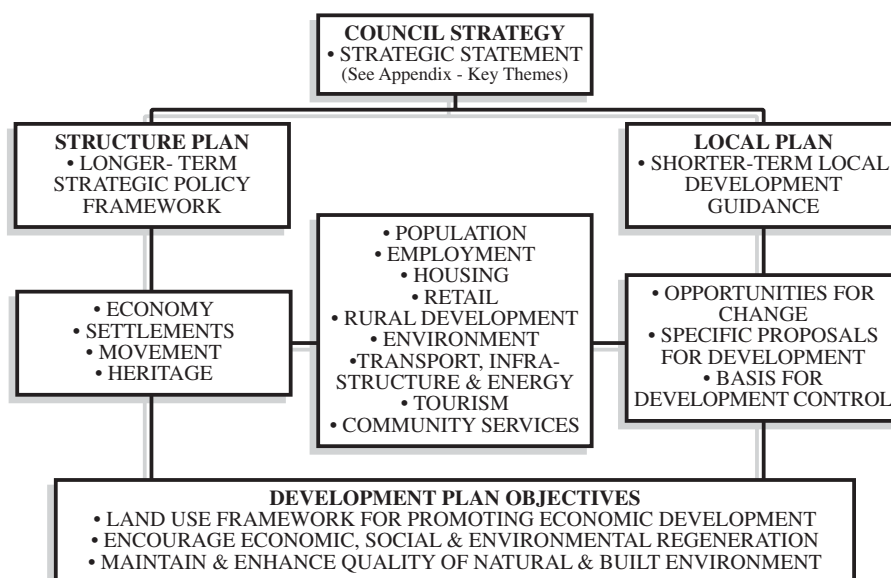 COUNCIL STRATEGY
• STRATEGIC STATEMENT
(See Appendix - Key Themes)
STRUCTURE PLAN
• LONGER- TERM
STRATEGIC POLICY
FRAMEWORK
LOCAL PLAN
• SHORTER-TERM LOCAL
DEVELOPMENT
GUIDANCE
• ECONOMY
• SETTLEMENTS
• MOVEMENT
• HERITAGE
• POPULATION
• EMPLOYMENT
• HOUSING
• RETAIL
• RURAL DEVELOPMENT
• ENVIRONMENT
•TRANSPORT, INFRA-
STRUCTURE & ENERGY
• TOURISM
• COMMUNITY SERVICES
• OPPORTUNITIES FOR
CHANGE
• SPECIFIC PROPOSALS
FOR DEVELOPMENT
• BASIS FOR
DEVELOPMENT CONTROL
DEVELOPMENT PLAN OBJECTIVES
• LAND USE FRAMEWORK FOR PROMOTING ECONOMIC DEVELOPMENT
• ENCOURAGE ECONOMIC, SOCIAL & ENVIRONMENTAL REGENERATION
• MAINTAIN & ENHANCE QUALITY OF NATURAL & BUILT ENVIRONMENT